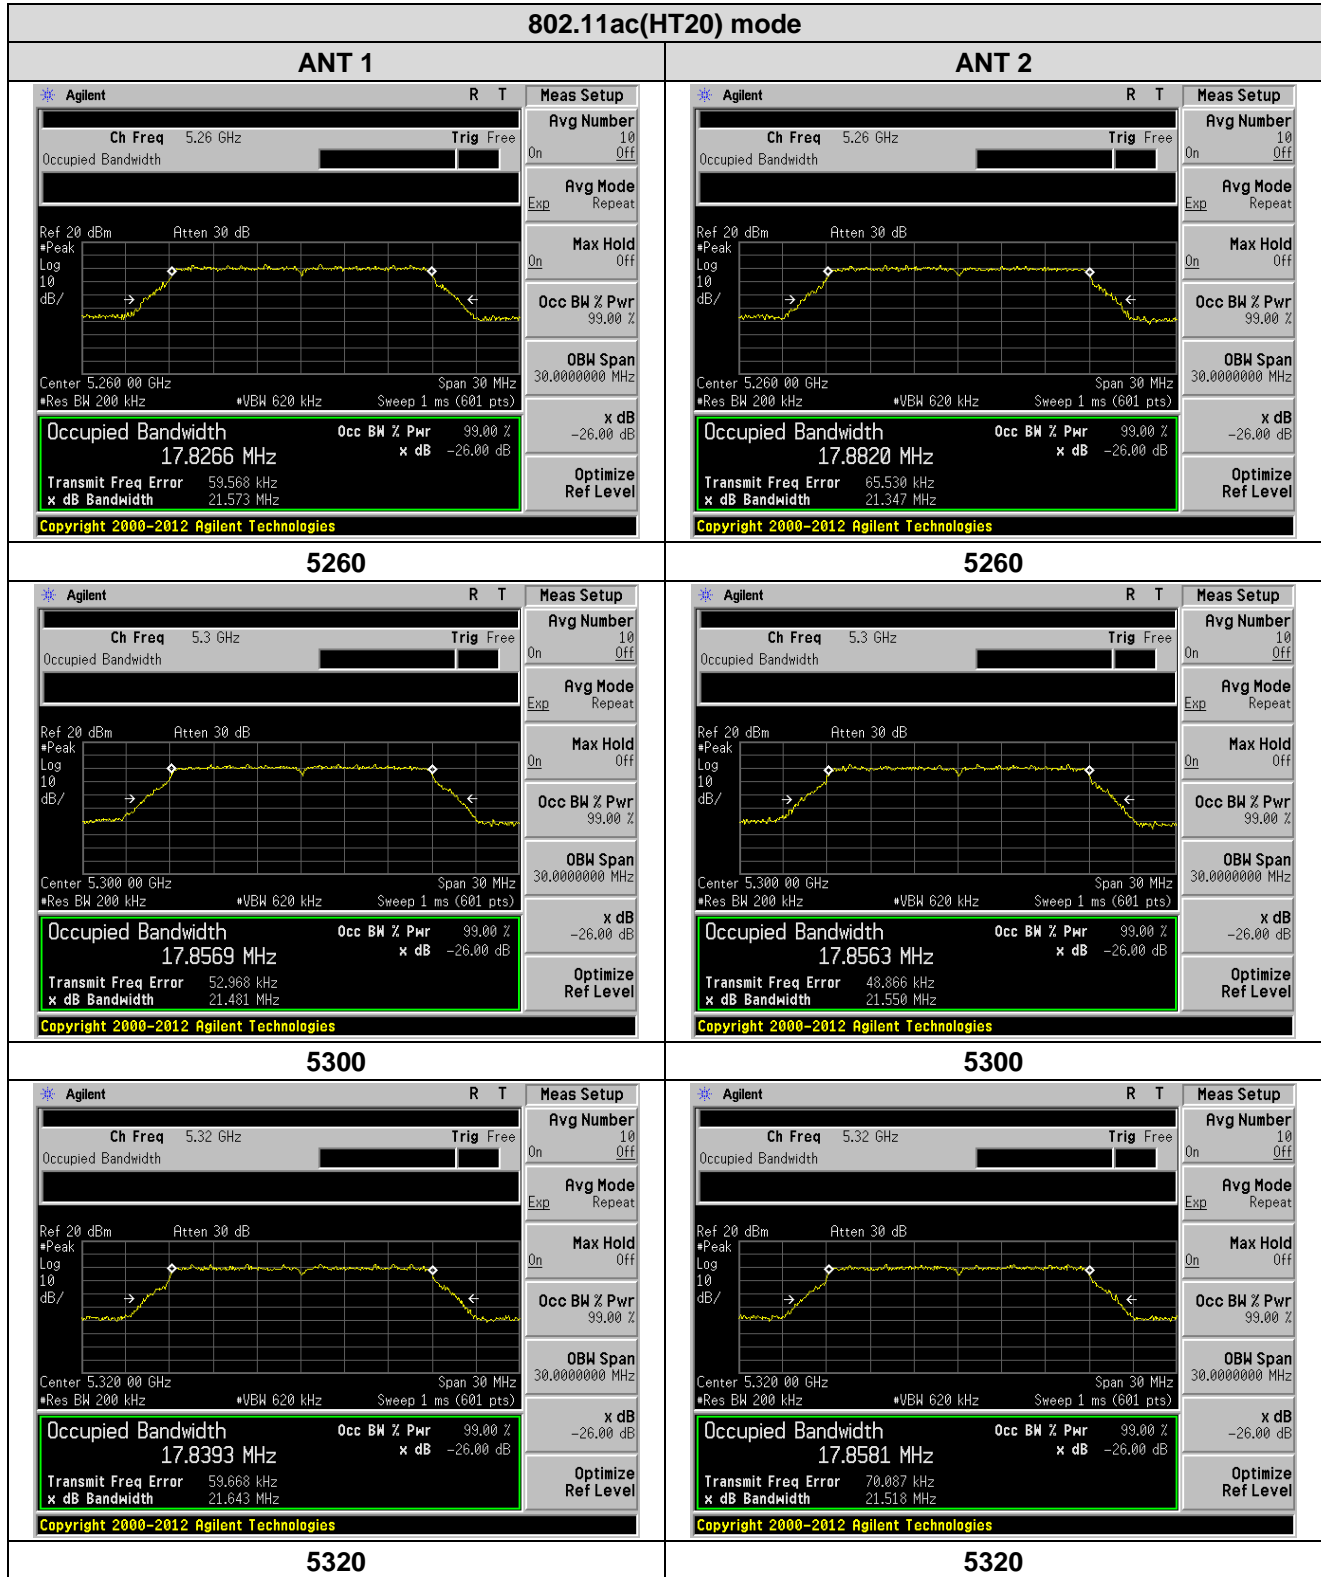 802.11ac(HT20) mode
ANT 1
ANT 2
Agilent R T Meas Setup
Ch Freq 5.26 GHz Trig Free
Occupied Bandwidth
Avg Number
10
On Off
Avg Mode
Exp Repeat
Max Hold
On Off
Occ BW % Pwr
99.00 %
OBW Span
30.0000000 MHz
x dB
-26.00 dB
Optimize
Ref Level
Ref 20 dBm Atten 30 dB
#Peak
Log
10
dB/
Center 5.260 00 GHz Span 30 MHz
#Res BW 200 kHz #VBW 620 kHz Sweep 1 ms (601 pts)
Occupied Bandwidth Occ BW % Pwr 99.00 %
17.8266 MHz x dB -26.00 dB
Transmit Freq Error 59.568 kHz
x dB Bandwidth 21.573 MHz
Copyright 2000-2012 Agilent Technologies
5260
Agilent R T Meas Setup
Ch Freq 5.26 GHz Trig Free
Occupied Bandwidth
Avg Number
10
On Off
Avg Mode
Exp Repeat
Max Hold
On Off
Occ BW % Pwr
99.00 %
OBW Span
30.0000000 MHz
x dB
-26.00 dB
Optimize
Ref Level
Ref 20 dBm Atten 30 dB
#Peak
Log
10
dB/
Center 5.260 00 GHz Span 30 MHz
#Res BW 200 kHz #VBW 620 kHz Sweep 1 ms (601 pts)
Occupied Bandwidth Occ BW % Pwr 99.00 %
17.8820 MHz x dB -26.00 dB
Transmit Freq Error 65.530 kHz
x dB Bandwidth 21.347 MHz
Copyright 2000-2012 Agilent Technologies
5260
Agilent R T Meas Setup
Ch Freq 5.3 GHz Trig Free
Occupied Bandwidth
Avg Number
10
On Off
Avg Mode
Exp Repeat
Max Hold
On Off
Occ BW % Pwr
99.00 %
OBW Span
30.0000000 MHz
x dB
-26.00 dB
Optimize
Ref Level
Ref 20 dBm Atten 30 dB
#Peak
Log
10
dB/
Center 5.300 00 GHz Span 30 MHz
#Res BW 200 kHz #VBW 620 kHz Sweep 1 ms (601 pts)
Occupied Bandwidth Occ BW % Pwr 99.00 %
17.8569 MHz x dB -26.00 dB
Transmit Freq Error 52.968 kHz
x dB Bandwidth 21.481 MHz
Copyright 2000-2012 Agilent Technologies
5300
Agilent R T Meas Setup
Ch Freq 5.3 GHz Trig Free
Occupied Bandwidth
Avg Number
10
On Off
Avg Mode
Exp Repeat
Max Hold
On Off
Occ BW % Pwr
99.00 %
OBW Span
30.0000000 MHz
x dB
-26.00 dB
Optimize
Ref Level
Ref 20 dBm Atten 30 dB
#Peak
Log
10
dB/
Center 5.300 00 GHz Span 30 MHz
#Res BW 200 kHz #VBW 620 kHz Sweep 1 ms (601 pts)
Occupied Bandwidth Occ BW % Pwr 99.00 %
17.8563 MHz x dB -26.00 dB
Transmit Freq Error 48.866 kHz
x dB Bandwidth 21.550 MHz
Copyright 2000-2012 Agilent Technologies
5300
Agilent R T Meas Setup
Ch Freq 5.32 GHz Trig Free
Occupied Bandwidth
Avg Number
10
On Off
Avg Mode
Exp Repeat
Max Hold
On Off
Occ BW % Pwr
99.00 %
OBW Span
30.0000000 MHz
x dB
-26.00 dB
Optimize
Ref Level
Ref 20 dBm Atten 30 dB
#Peak
Log
10
dB/
Center 5.320 00 GHz Span 30 MHz
#Res BW 200 kHz #VBW 620 kHz Sweep 1 ms (601 pts)
Occupied Bandwidth Occ BW % Pwr 99.00 %
17.8393 MHz x dB -26.00 dB
Transmit Freq Error 59.668 kHz
x dB Bandwidth 21.643 MHz
Copyright 2000-2012 Agilent Technologies
5320
Agilent R T Meas Setup
Ch Freq 5.32 GHz Trig Free
Occupied Bandwidth
Avg Number
10
On Off
Avg Mode
Exp Repeat
Max Hold
On Off
Occ BW % Pwr
99.00 %
OBW Span
30.0000000 MHz
x dB
-26.00 dB
Optimize
Ref Level
Ref 20 dBm Atten 30 dB
#Peak
Log
10
dB/
Center 5.320 00 GHz Span 30 MHz
#Res BW 200 kHz #VBW 620 kHz Sweep 1 ms (601 pts)
Occupied Bandwidth Occ BW % Pwr 99.00 %
17.8581 MHz x dB -26.00 dB
Transmit Freq Error 70.087 kHz
x dB Bandwidth 21.518 MHz
Copyright 2000-2012 Agilent Technologies
5320